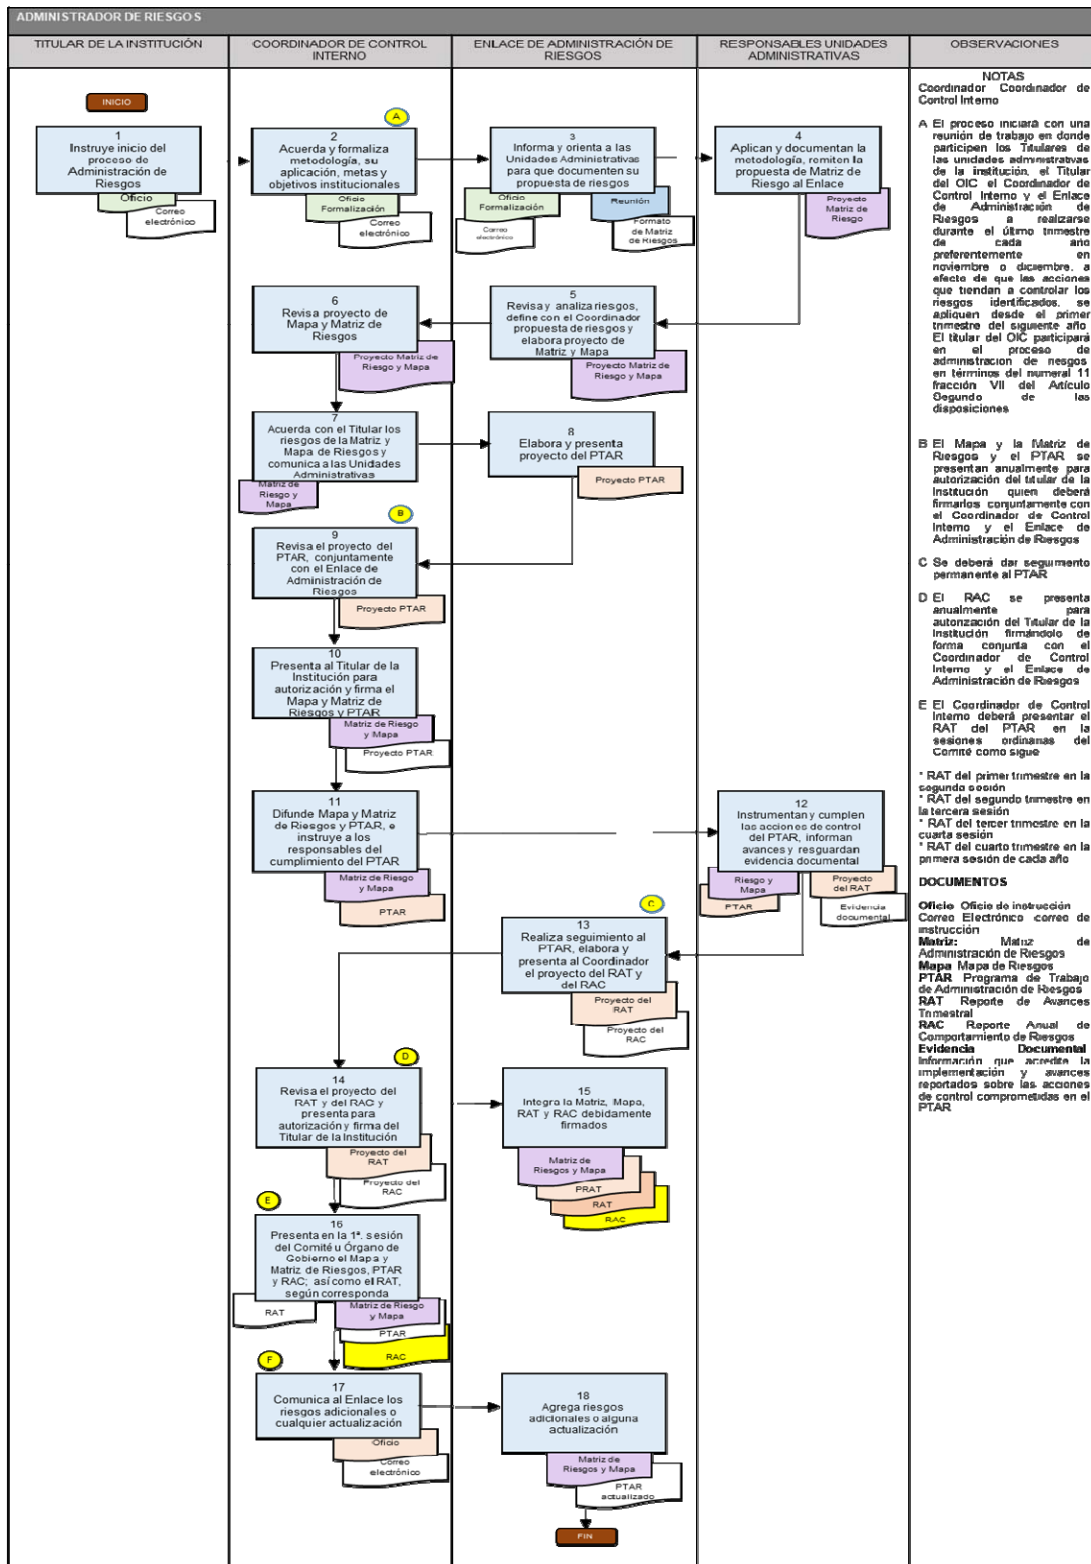 ADMINISTRADOR DE RIESGOS
TITULAR DE LA INSTITUCIÓN
COORDINADOR DE CONTROL
INTERNO
ENLACE DE ADMINISTRACIÓN DE
RIESGOS
RESPONSABLES UNIDADES
ADMINISTRATIVAS
OBSERVACIONES
INICIO
1
Instruye inicio del
proceso de
Administración de
Riesgos
Oficio
Correo
electrónico
A
2
Acuerda y formaliza
metodología, su
aplicación, metas y
objetivos institucionales
Oficio
Formalización
Correo
electrónico
3
Informa y orienta a las
Unidades Administrativas
para que documenten su
propuesta de riesgos
Oficio
Formalización
Correo
electrónico
Reunión
Formato
de Matriz
de Riesgos
4
Aplican y documentan la
metodología, remiten la
propuesta de Matriz de
Riesgo al Enlace
Proyecto
Matriz de
Riesgo
6
Revisa proyecto de
Mapa y Matriz de
Riesgos
Proyecto Matriz de
Riesgo y Mapa
5
Revisa y analiza riesgos,
define con el Coordinador
propuesta de riesgos y
elabora proyecto de
Matriz y Mapa
Proyecto Matriz de
Riesgo y Mapa
7
Acuerda con el Titular los
riesgos de la Matriz y
Mapa de Riesgos y
comunica a las Unidades
Administrativas
Matriz de
Riesgo y
Mapa
8
Elabora y presenta
proyecto del PTAR
Proyecto PTAR
B
9
Revisa el proyecto del
PTAR, conjuntamente
con el Enlace de
Administración de
Riesgos
Proyecto PTAR
10
Presenta al Titular de la
Institución para
autorización y firma el
Mapa y Matriz de
Riesgos y PTAR
Matriz de Riesgo
y Mapa
Proyecto PTAR
11
Difunde Mapa y Matriz
de Riesgos y PTAR, e
instruye a los
responsables del
cumplimiento del PTAR
Matriz de Riesgo
y Mapa
PTAR
12
Instrumentan y cumplen
las acciones de control
del PTAR, informan
avances y resguardan
evidencia documental
Riesgo y
Mapa
PTAR
Proyecto
del RAT
Evidencia
documental
C
13
Realiza seguimiento al
PTAR, elabora y
presenta al Coordinador
el proyecto del RAT y
del RAC
Proyecto del
RAT
Proyecto del
RAC
D
14
Revisa el proyecto del
RAT y del RAC y
presenta para
autorización y firma del
Titular de la Institución
Proyecto del
RAT
Proyecto del
RAC
15
Integra la Matriz, Mapa,
RAT y RAC debidamente
firmados
Matriz de
Riesgos y Mapa
PRAT
RAT
RAC
E
16
Presenta en la 1ª. sesión
del Comité u Órgano de
Gobierno el Mapa y
Matriz de Riesgos, PTAR
y RAC; así como el RAT,
según corresponda
RAT
Matriz de Riesgo
y Mapa
PTAR
RAC
F
17
Comunica al Enlace los
riesgos adicionales o
cualquier actualización
Oficio
Correo
electrónico
18
Agrega riesgos
adicionales o alguna
actualización
Matriz de
Riesgos y Mapa
PTAR
actualizado
FIN
NOTAS
Coordinador Coordinador de
Control Interno
A El proceso iniciará con una
reunión de trabajo en donde
participen los Titulares de
las unidades administrativas
de la institución, el Titular
del OIC el Coordinador de
Control Interno y el Enlace
de Administración de
Riesgos a realizarse
durante el último trimestre
de cada año
preferentemente en
noviembre o diciembre, a
efecto de que las acciones
que tiendan a controlar los
riesgos identificados, se
apliquen desde el primer
trimestre del siguiente año
El titular del OIC participará
en el proceso de
administracion de riesgos
en términos del numeral 11
fracción VII del Artículo
Segundo de las
disposiciones
B El Mapa y la Matriz de
Riesgos y el PTAR se
presentan anualmente para
autorización del titular de la
Institución quien deberá
firmarlos conjuntamente con
el Coordinador de Control
Interno y el Enlace de
Administración de Riesgos
C Se deberá dar seguimiento
permanente al PTAR
D El RAC se presenta
anualmente para
autorización del Titular de la
Institución firmándolo de
forma conjunta con el
Coordinador de Control
Interno y el Enlace de
Administración de Riesgos
E El Coordinador de Control
Interno deberá presentar el
RAT del PTAR en la
sesiones ordinarias del
Comité como sigue
* RAT del primer trimestre en la
segunda sesión
* RAT del segundo trimestre en
la tercera sesión
* RAT del tercer trimestre en la
cuarta sesión
* RAT del cuarto trimestre en la
primera sesión de cada año
DOCUMENTOS
Oficio Oficio de instrucción
Correo Electrónico correo de
instrucción
Matriz: Matriz de
Administración de Riesgos
Mapa Mapa de Riesgos
PTAR Programa de Trabajo
de Administración de Riesgos
RAT Reporte de Avances
Trimestral
RAC Reporte Anual de
Comportamiento de Riesgos
Evidencia Documental
Información que acredite la
implementación y avances
reportados sobre las acciones
de control comprometidas en el
PTAR